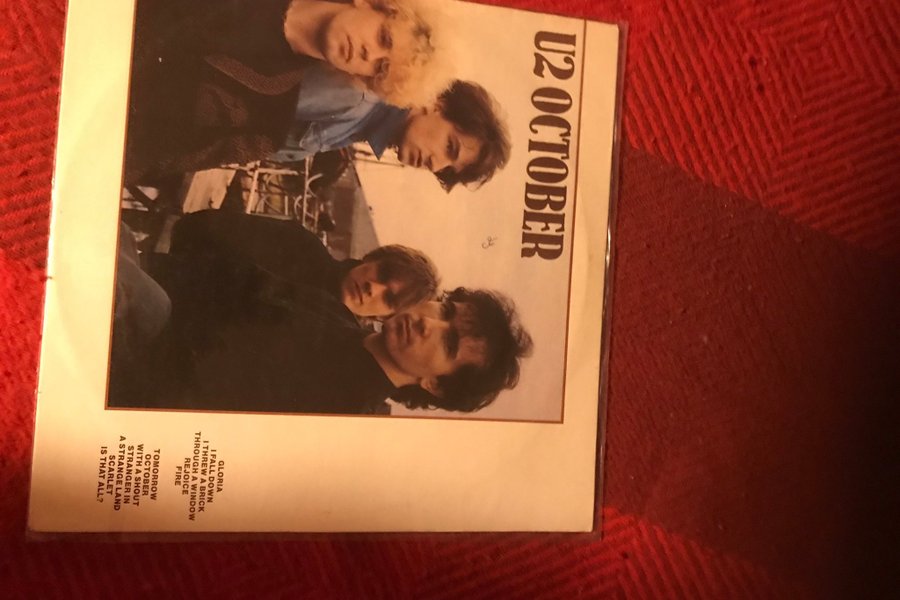 U2 OCTOBER
GLORIA
I FALL DOWN
I THREW A BRICK
THROUGH A WINDOW
REJOICE
FIRE
TOMORROW
OCTOBER
WITH A SHOUT
STRANGER IN
A STRANGE LAND
SCARLET
IS THAT ALL?